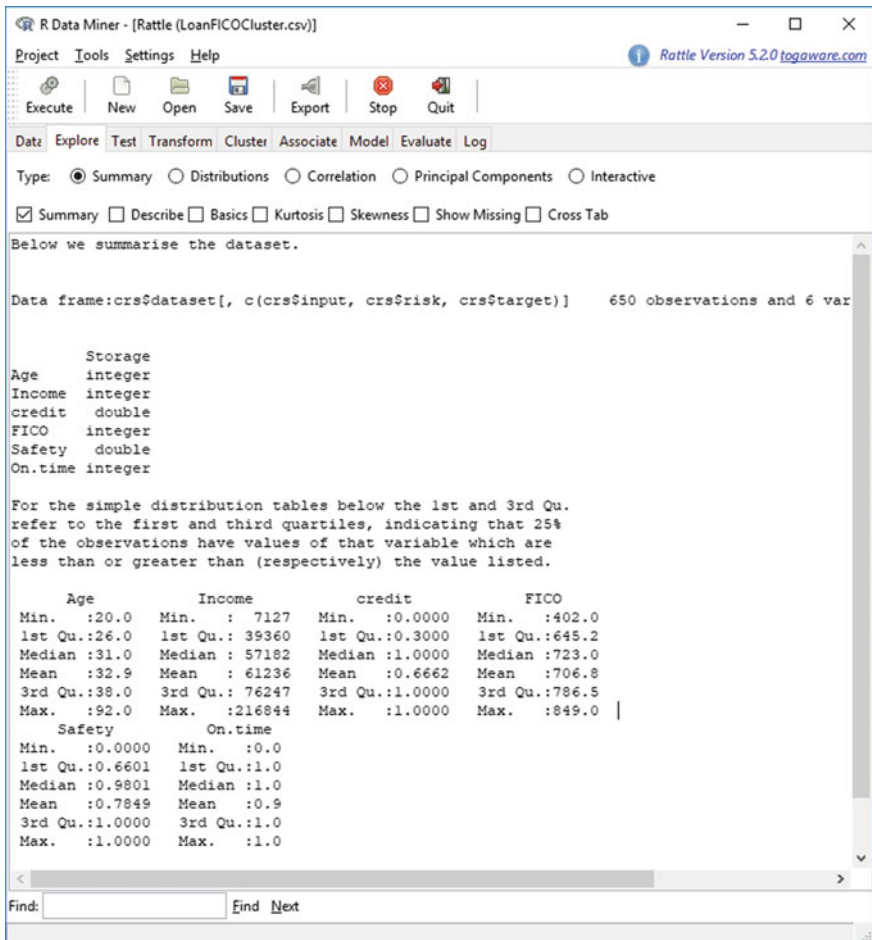 R Data Miner - [Rattle (LoanFICOCluster.csv)]
Project Tools Settings Help Rattle Version 5.2.0 togaware.com
Execute New Open Save Export Stop Quit
Data Explore Test Transform Cluster Associate Model Evaluate Log
Type: Summary Distributions Correlation Principal Components Interactive
Summary Describe Basics Kurtosis Skewness Show Missing Cross Tab
Below we summarise the dataset.
Data frame:crs$dataset[, c(crs$input, crs$risk, crs$target)] 650 observations and 6 var
Storage
Age integer
Income integer
credit double
FICO integer
Safety double
On.time integer
For the simple distribution tables below the 1st and 3rd Qu.
refer to the first and third quartiles, indicating that 25%
of the observations have values of that variable which are
less than or greater than (respectively) the value listed.
Age Income credit FICO
Min. :20.0 Min. : 7127 Min. :0.0000 Min. :402.0
1st Qu.:26.0 1st Qu.: 39360 1st Qu.:0.3000 1st Qu.:645.2
Median :31.0 Median : 57182 Median :1.0000 Median :723.0
Mean :32.9 Mean : 61236 Mean :0.6662 Mean :706.8
3rd Qu.:38.0 3rd Qu.: 76247 3rd Qu.:1.0000 3rd Qu.:786.5
Max. :92.0 Max. :216844 Max. :1.0000 Max. :849.0
Safety On.time
Min. :0.0000 Min. :0.0
1st Qu.:0.6601 1st Qu.:1.0
Median :0.9801 Median :1.0
Mean :0.7849 Mean :0.9
3rd Qu.:1.0000 3rd Qu.:1.0
Max. :1.0000 Max. :1.0
Find: Find Next